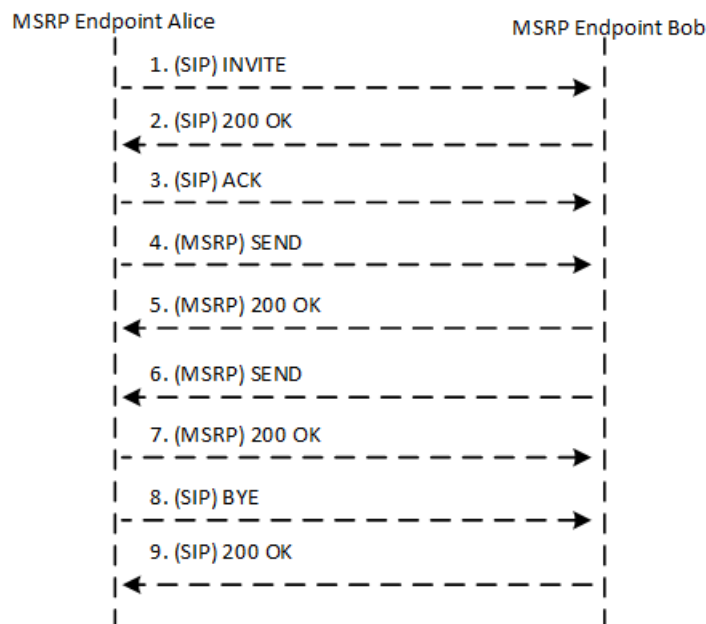 MSRP Endpoint Alice
MSRP Endpoint Bob
1. (SIP) INVITE
2. (SIP) 200 OK
3. (SIP) ACK
4. (MSRP) SEND
5. (MSRP) 200 OK
6. (MSRP) SEND
7. (MSRP) 200 OK
8. (SIP) BYE
9. (SIP) 200 OK